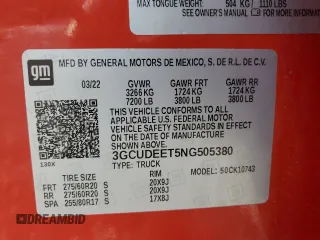 MAX TONGUE WEIGHT: 504 KG/ 1110 LBS
SEE OWNER'S MANUAL
gm
MFD BY GENERAL MOTORS DE MEXICO, S. DE R.L. DE C.V.
03/22 GVWR GAWR FRT GAWR RR
3266 KG 1724 KG 1724 KG
7200 LB 3800 LB 3800 LB
THIS VEHICLE CONFORMS TO ALL
APPLICABLE U.S. FEDERAL MOTOR
VEHICLE SAFETY STANDARDS IN EFFECT ON
THE DATE OF MANUFACTURE SHOWN ABOVE.
3GCUDEET5NG505380
TYPE: TRUCK MODEL:
TIRE SIZE RIM
FRT 275/60R20 S 20X9J
RR 275/60R20 S 20X9J
SPA 255/80R17 S 17X8J
DREAMBID